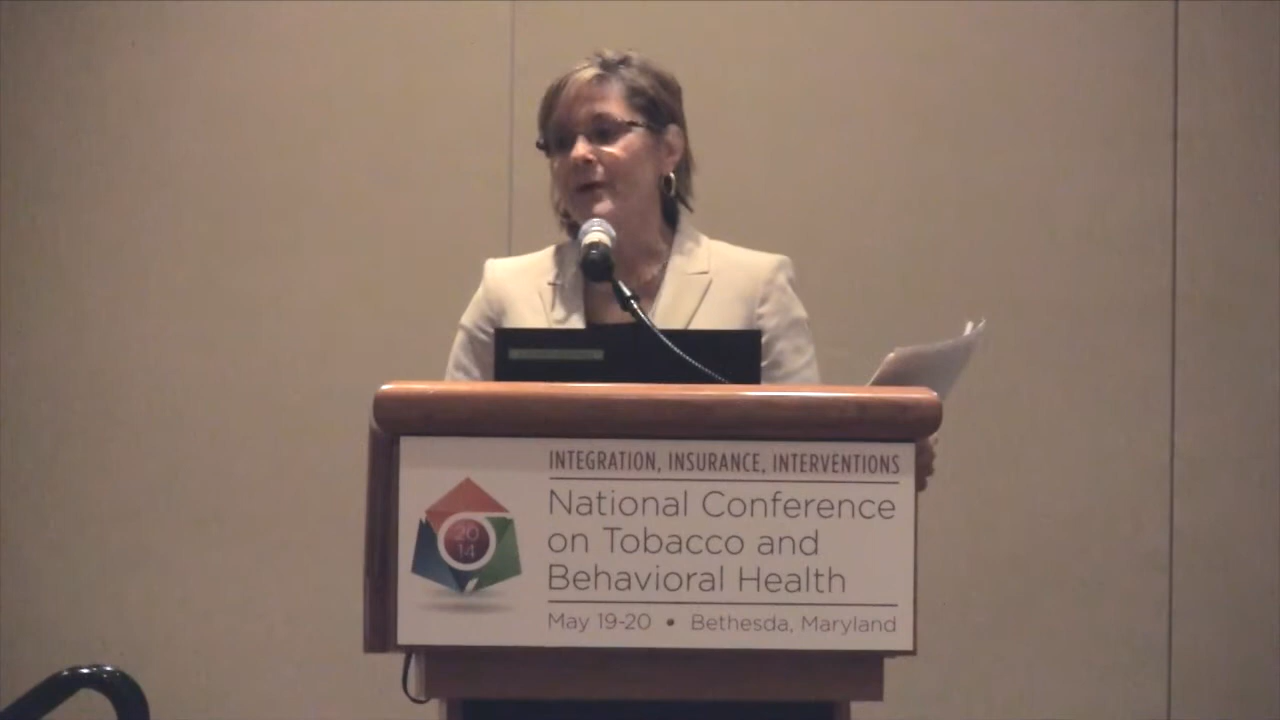 INTEGRATION, INSURANCE, INTERVENTIONS
20
14
National Conference
on Tobacco and
Behavioral Health
May 19-20 • Bethesda, Maryland